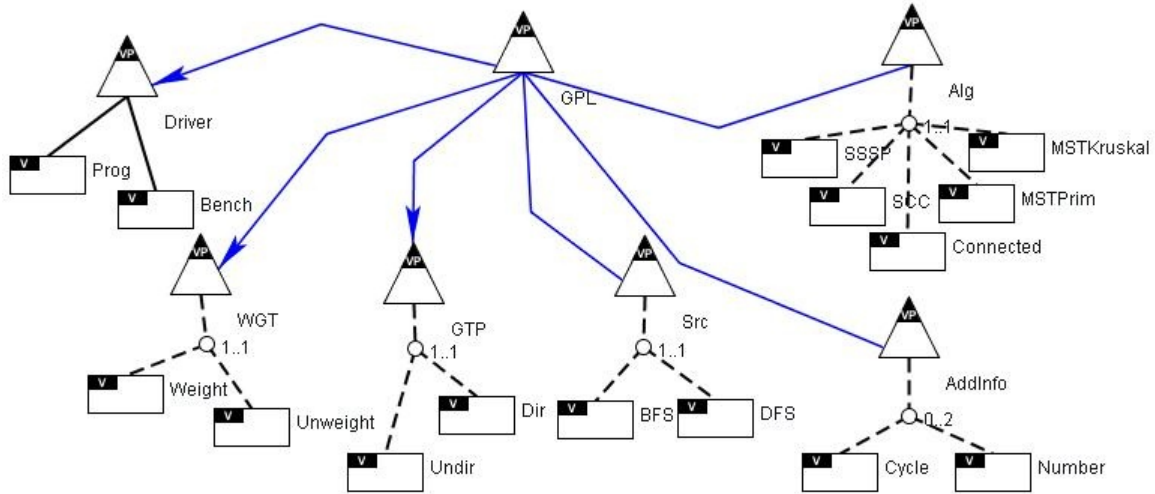 VP
VP
VP
GPL
Alg
Driver
1..1
V
Prog
V
SSSP
V
MSTKruskal
V
Bench
V
SCC
V
MSTPrim
V
Connected
VP
WGT
VP
GTP
VP
Src
VP
AddInfo
1..1
1..1
1..1
V
Weight
V
Unweight
V
Dir
V
BFS
V
DFS
0..2
V
Undir
V
Cycle
V
Number